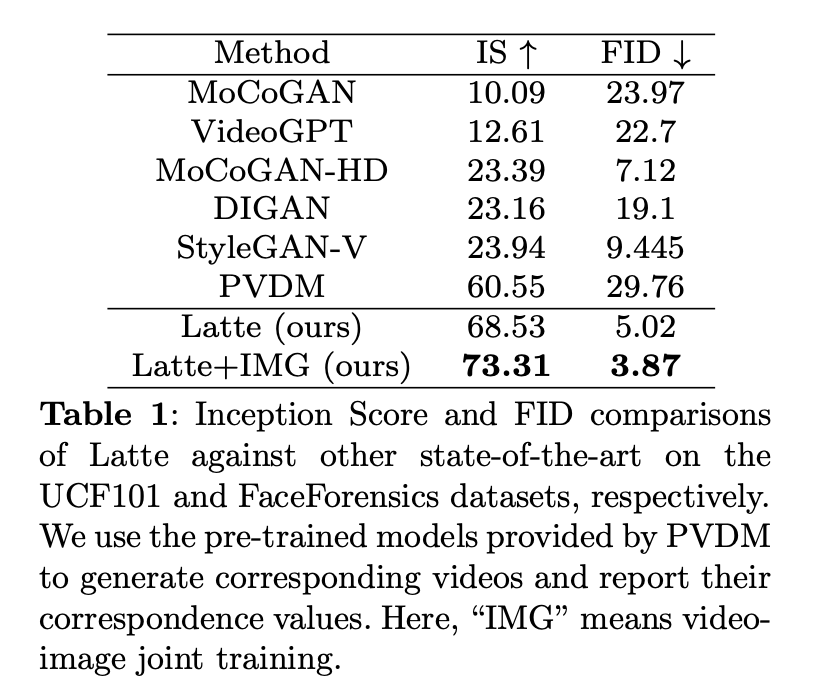 Method IS ↑ FID ↓
MoCoGAN 10.09 23.97
VideoGPT 12.61 22.7
MoCoGAN-HD 23.39 7.12
DIGAN 23.16 19.1
StyleGAN-V 23.94 9.445
PVDM 60.55 29.76
Latte (ours) 68.53 5.02
Latte+IMG (ours) 73.31 3.87
Table 1: Inception Score and FID comparisons
of Latte against other state-of-the-art on the
UCF101 and FaceForensics datasets, respectively.
We use the pre-trained models provided by PVDM
to generate corresponding videos and report their
correspondence values. Here, “IMG” means video-
image joint training.